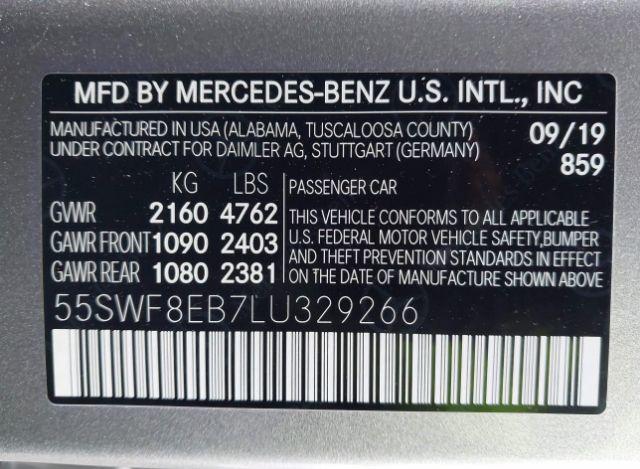 MFD BY MERCEDES-BENZ U.S. INTL., INC
MANUFACTURED IN USA (ALABAMA, TUSCALOOSA COUNTY) 09/19
UNDER CONTRACT FOR DAIMLER AG, STUTTGART (GERMANY) 859
KG LBS PASSENGER CAR
GVWR 2160 4762 THIS VEHICLE CONFORMS TO ALL APPLICABLE
GAWR FRONT 1090 2403 U.S. FEDERAL MOTOR VEHICLE SAFETY,BUMPER
AND THEFT PREVENTION STANDARDS IN EFFECT
GAWR REAR 1080 2381 ON THE DATE OF MANUFACTURE SHOWN ABOVE
55SWF8EB7LU329266